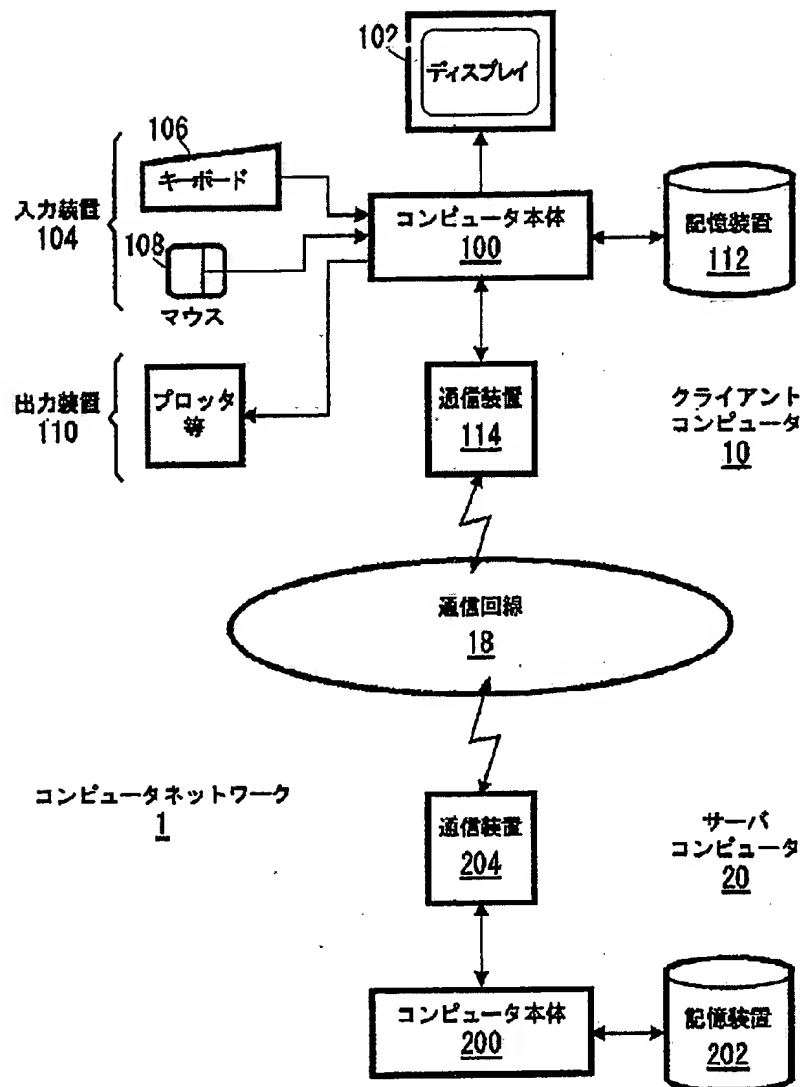 102
ディスプレイ
106
キーボード
入力装置
104
108
マウス
コンピュータ本体
100
記憶装置
112
出力装置
110
プロッタ
等
通信装置
114
クライアント
コンピュータ
10
通信回線
18
コンピュータネットワーク
1
通信装置
204
サーバ
コンピュータ
20
コンピュータ本体
200
記憶装置
202